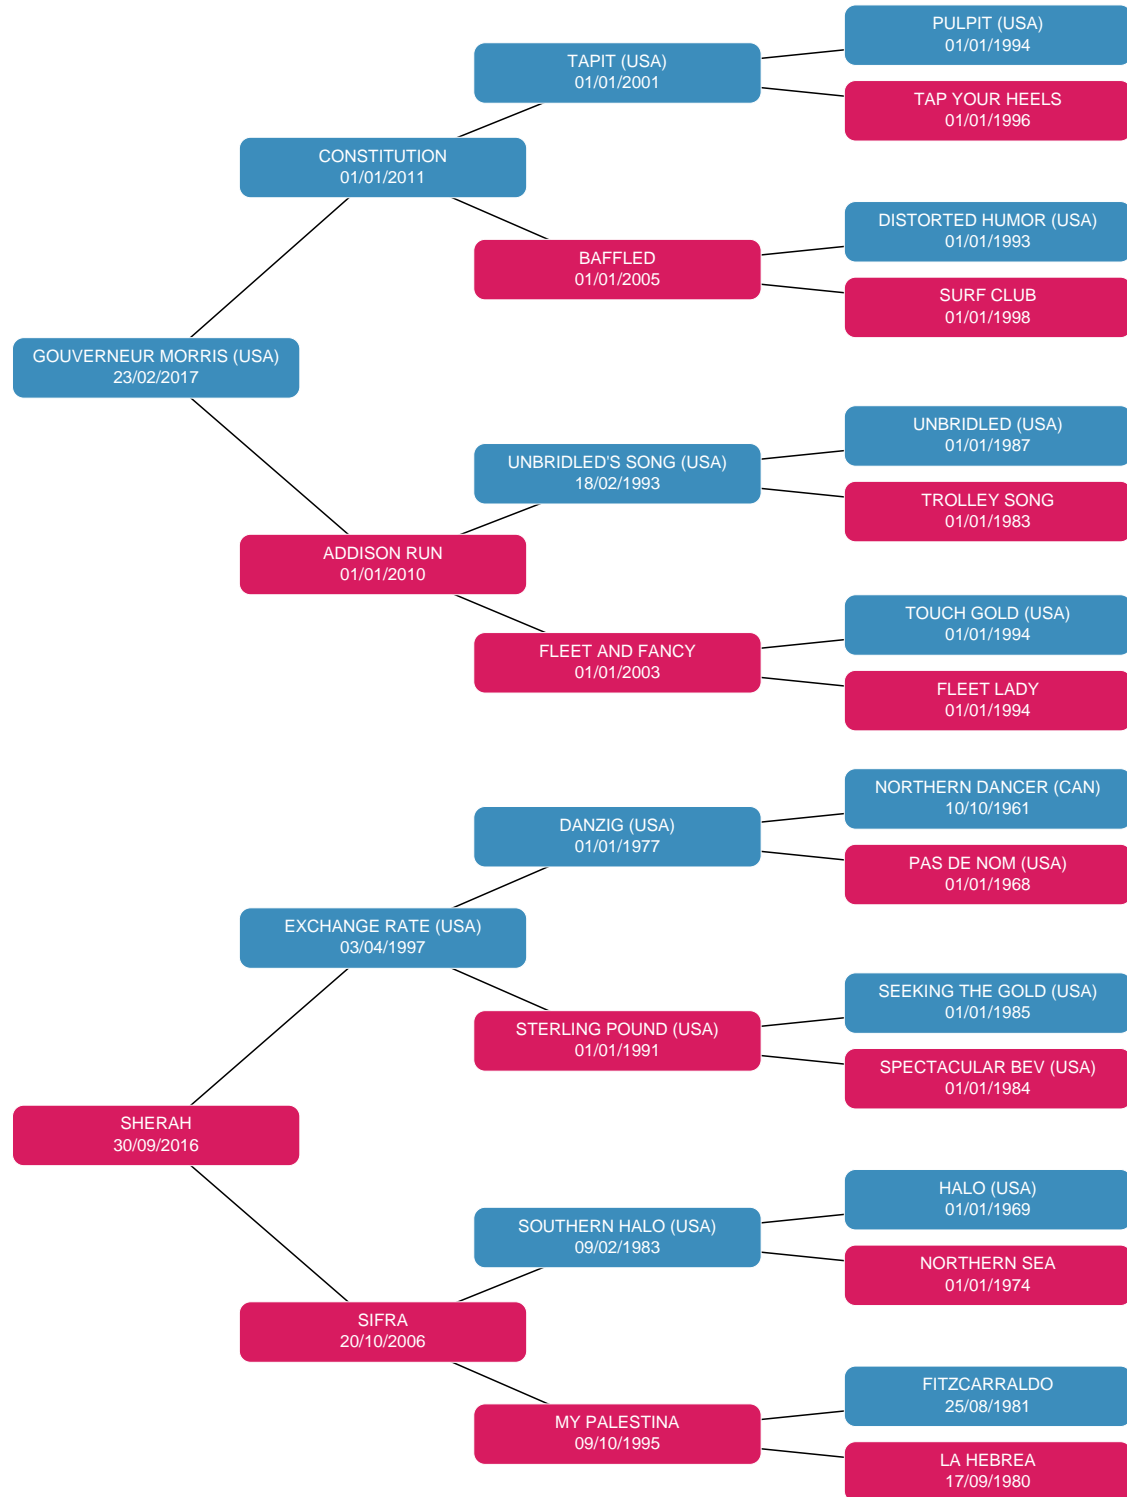 PULPIT (USA)
01/01/1994
TAPIT (USA)
01/01/2001
TAP YOUR HEELS
01/01/1996
CONSTITUTION
01/01/2011
DISTORTED HUMOR (USA)
01/01/1993
BAFFLED
01/01/2005
SURF CLUB
01/01/1998
GOUVERNEUR MORRIS (USA)
23/02/2017
UNBRIDLED (USA)
01/01/1987
UNBRIDLED'S SONG (USA)
18/02/1993
TROLLEY SONG
01/01/1983
ADDISON RUN
01/01/2010
TOUCH GOLD (USA)
01/01/1994
FLEET AND FANCY
01/01/2003
FLEET LADY
01/01/1994
NORTHERN DANCER (CAN)
10/10/1961
DANZIG (USA)
01/01/1977
PAS DE NOM (USA)
01/01/1968
EXCHANGE RATE (USA)
03/04/1997
SEEKING THE GOLD (USA)
01/01/1985
STERLING POUND (USA)
01/01/1991
SPECTACULAR BEV (USA)
01/01/1984
SHERAH
30/09/2016
HALO (USA)
01/01/1969
SOUTHERN HALO (USA)
09/02/1983
NORTHERN SEA
01/01/1974
SIFRA
20/10/2006
FITZCARRALDO
25/08/1981
MY PALESTINA
09/10/1995
LA HEBREA
17/09/1980